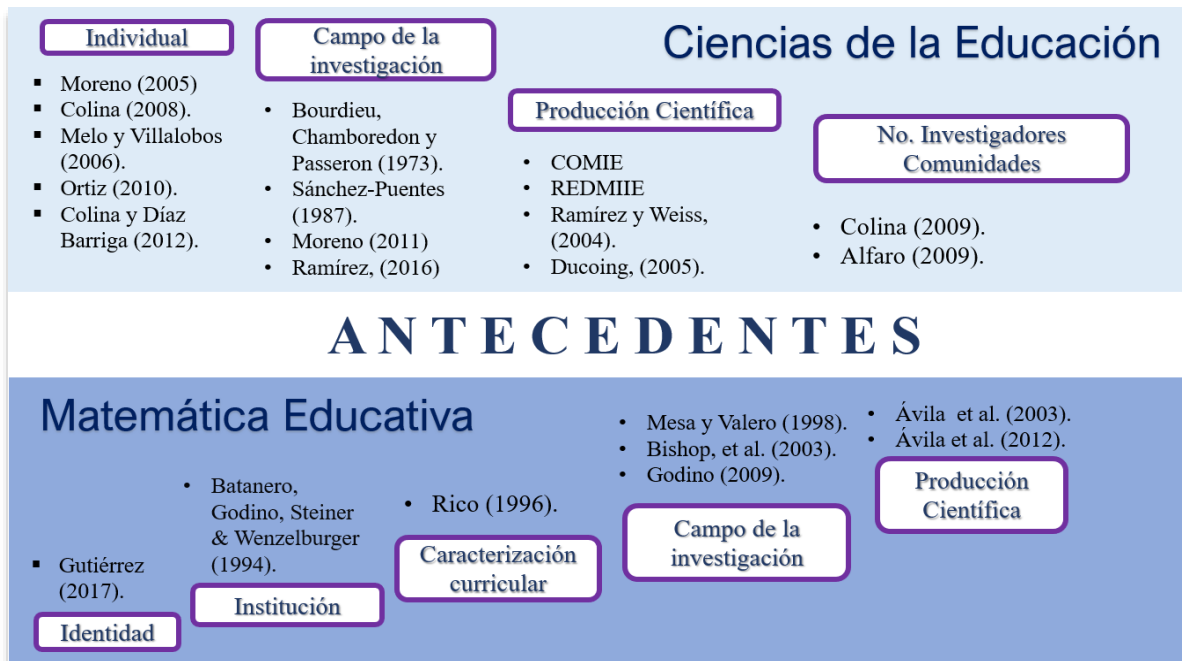 Ciencias de la Educación
Individual
▪ Moreno (2005)
▪ Colina (2008).
▪ Melo y Villalobos
(2006).
▪ Ortiz (2010).
▪ Colina y Díaz
Barriga (2012).
Campo de la
investigación
• Bourdieu,
Chamboredon y
Passeron (1973).
• Sánchez-Puentes
(1987).
• Moreno (2011)
• Ramírez, (2016)
Producción Científica
• COMIE
• REDMIIE
• Ramírez y Weiss,
(2004).
• Ducoing, (2005).
No. Investigadores
Comunidades
• Colina (2009).
• Alfaro (2009).
A N T E C E D E N T E S
Matemática Educativa
▪ Gutiérrez
(2017).
Identidad
• Batanero,
Godino, Steiner
& Wenzelburger
(1994).
Institución
• Rico (1996).
Caracterización
curricular
• Mesa y Valero (1998).
• Bishop, et al. (2003).
• Godino (2009).
Campo de la
investigación
• Ávila et al. (2003).
• Ávila et al. (2012).
Producción
Científica